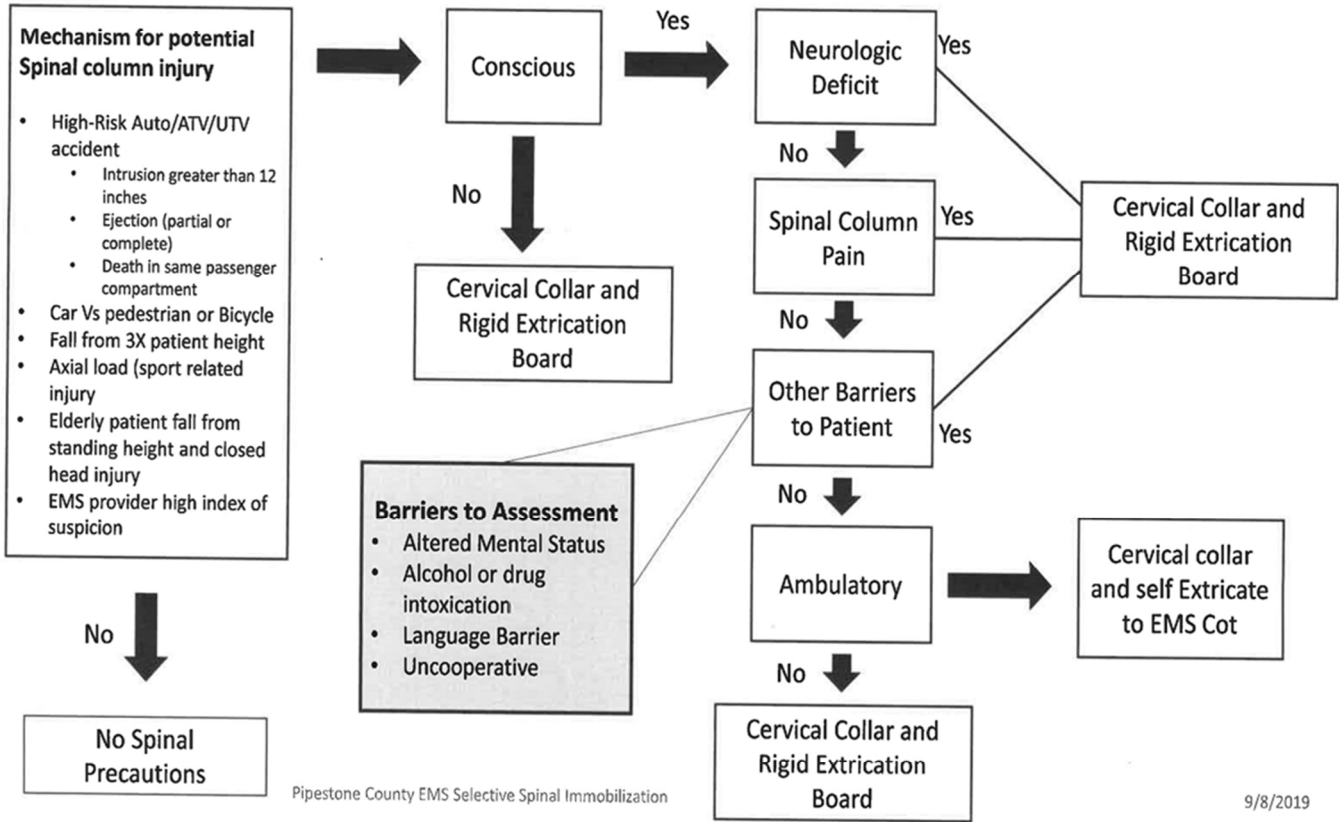 Mechanism for potential
Spinal column injury
• High-Risk Auto/ATV/UTV
accident
• Intrusion greater than 12
inches
• Ejection (partial or
complete)
• Death in same passenger
compartment
• Car Vs pedestrian or Bicycle
• Fall from 3X patient height
• Axial load (sport related
injury
• Elderly patient fall from
standing height and closed
head injury
• EMS provider high index of
suspicion
No
No Spinal
Precautions
Conscious
Yes
No
Cervical Collar and
Rigid Extrication
Board
Neurologic
Deficit
Yes
No
Spinal Column
Pain
Yes
No
Other Barriers
to Patient
Yes
No
Cervical Collar and
Rigid Extrication
Board
Barriers to Assessment
• Altered Mental Status
• Alcohol or drug
intoxication
• Language Barrier
• Uncooperative
Ambulatory
No
Cervical collar
and self Extricate
to EMS Cot
Cervical Collar and
Rigid Extrication
Board
Pipestone County EMS Selective Spinal Immobilization
9/8/2019